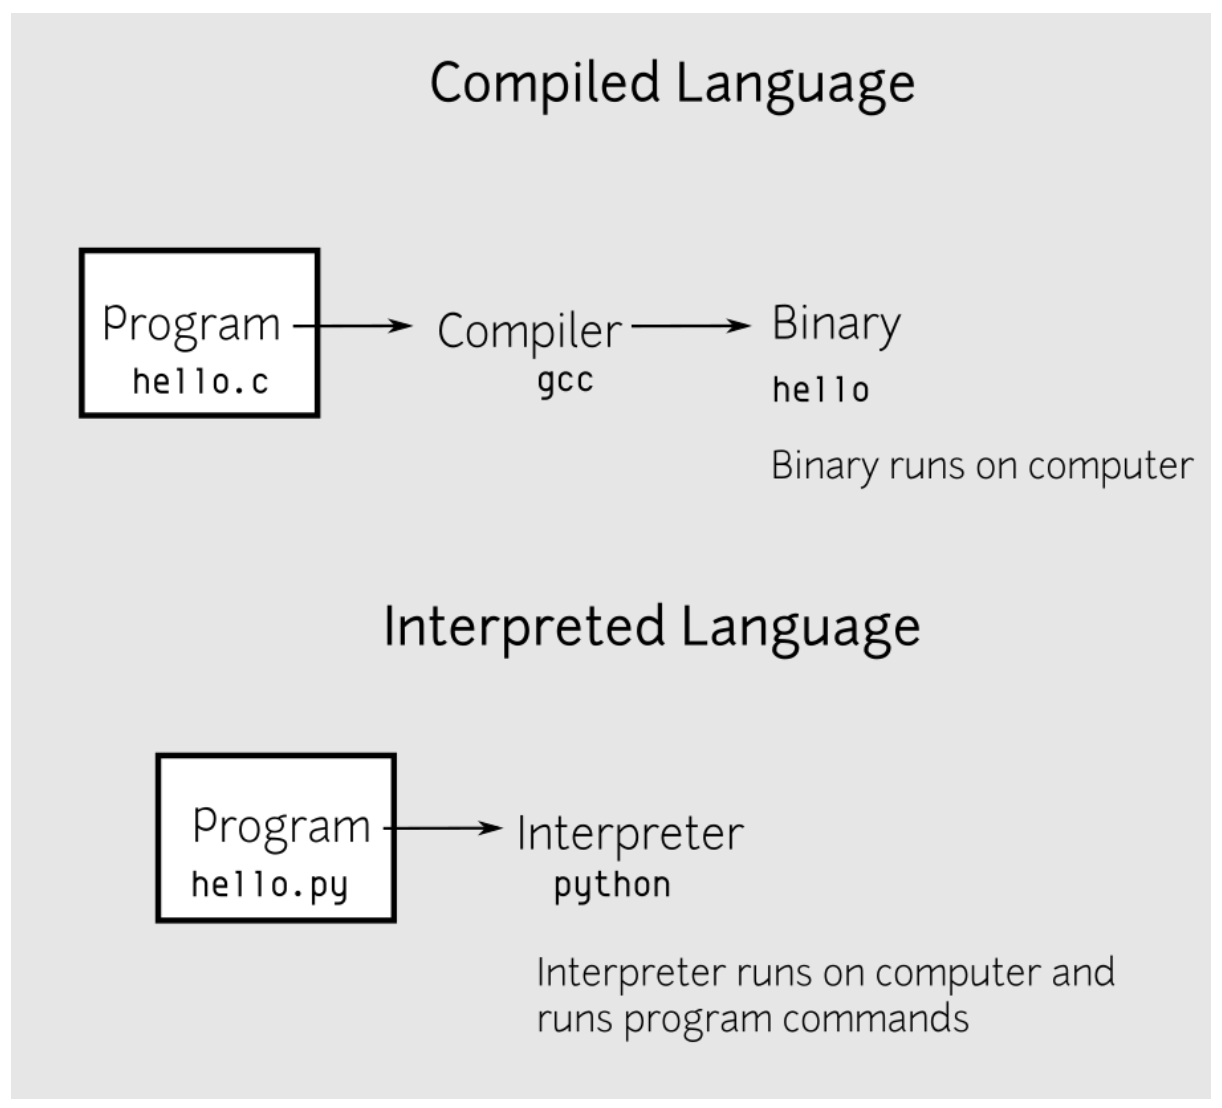 Compiled Language
Program
hello.c
Compiler
gcc
Binary
hello
Binary runs on computer
Interpreted Language
Program
hello.py
Interpreter
python
Interpreter runs on computer and
runs program commands